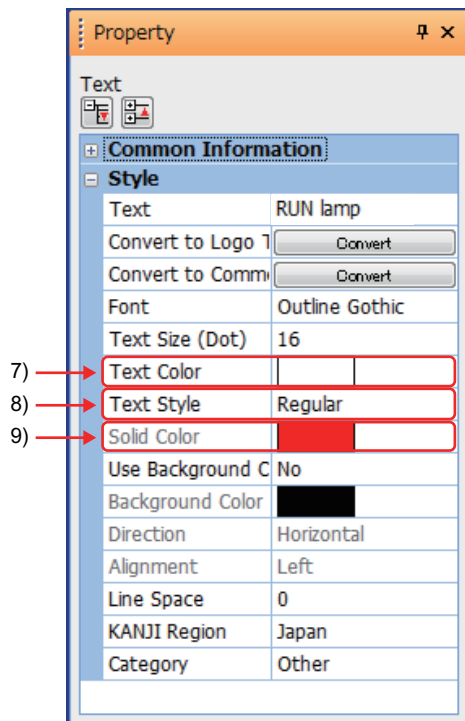 Property
Text
Common Information
Style
Text RUN lamp
Convert to Logo T Convert
Convert to Comm Convert
Font Outline Gothic
Text Size (Dot) 16
7) Text Color
8) Text Style Regular
9) Solid Color
Use Background C No
Background Color
Direction Horizontal
Alignment Left
Line Space 0
KANJI Region Japan
Category Other